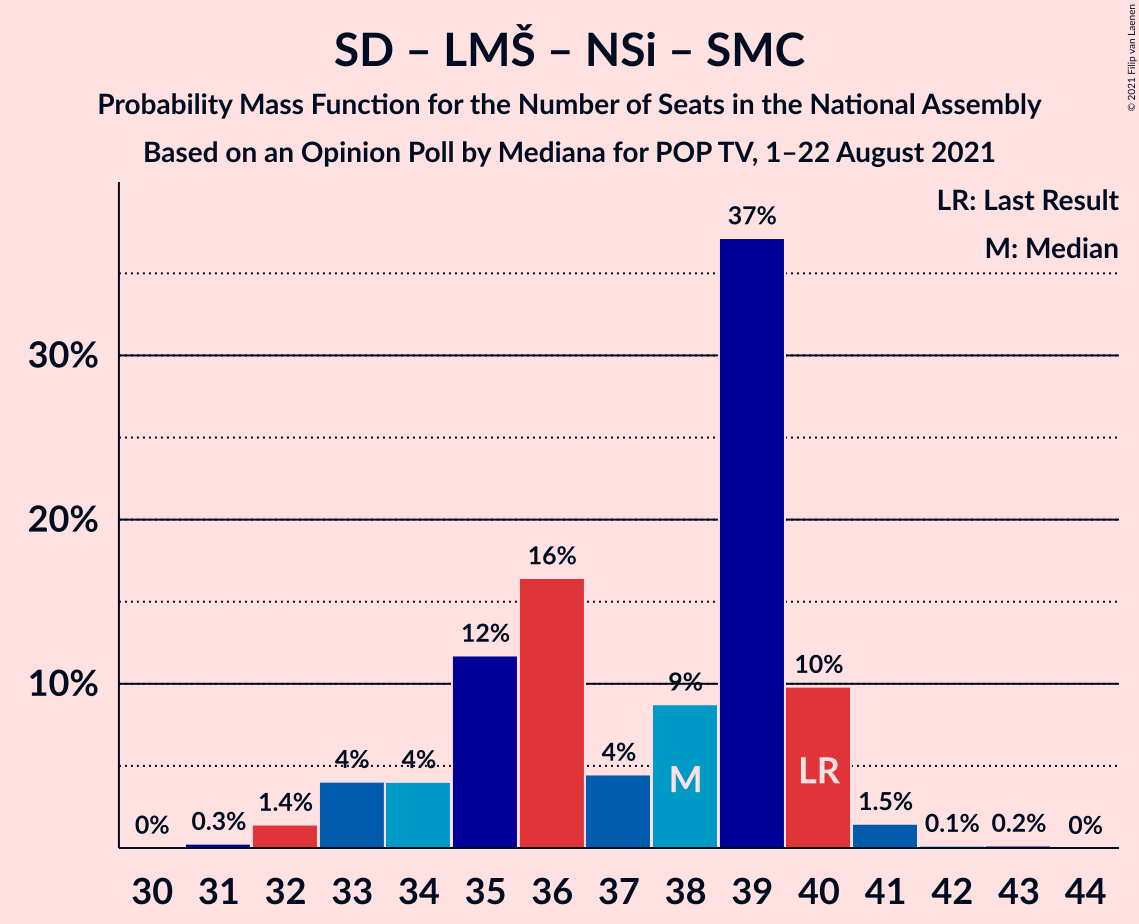 SD – LMŠ – NSi – SMC
Probability Mass Function for the Number of Seats in the National Assembly
Based on an Opinion Poll by Mediana for POP TV, 1–22 August 2021
© 2021 Filip van Laenen
LR: Last Result
M: Median
37%
30%
20%
16%
12%
10%
10%
9%
4%
4%
4%
M
LR
0%
0.3%
1.4%
1.5%
0.1%
0.2%
0%
30 31 32 33 34 35 36 37 38 39 40 41 42 43 44